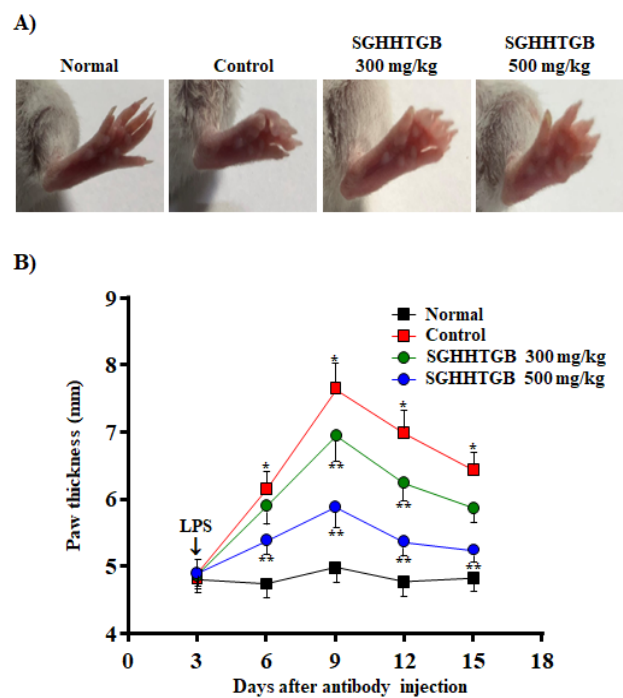 A)
Normal
Control
SGHHTGB
300 mg/kg
SGHHTGB
500 mg/kg
B)
9
8
7
6
5
4
Paw thickness (mm)
Normal
Control
SGHHTGB 300 mg/kg
SGHHTGB 500 mg/kg
LPS
*
*
*
*
**
**
**
**
**
**
0
3
6
9
12
15
18
Days after antibody injection